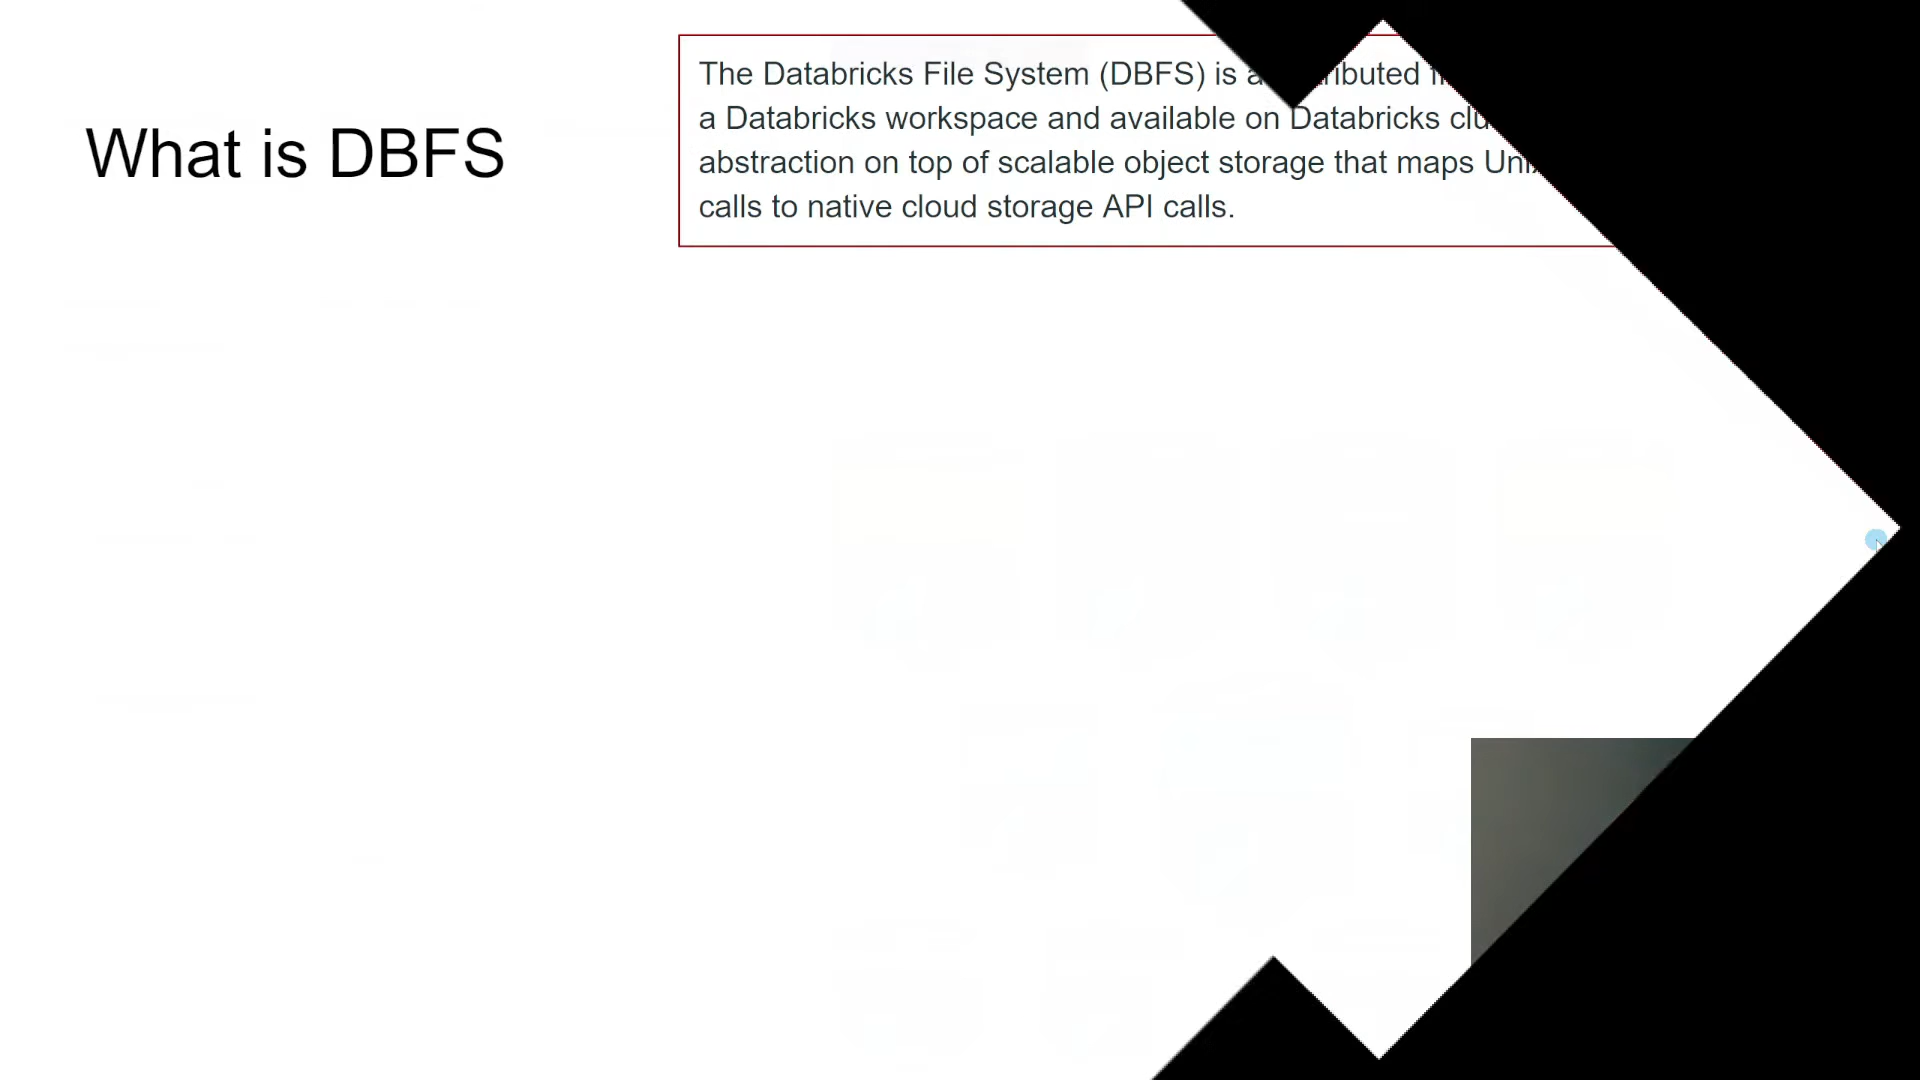 What is DBFS
The Databricks File System (DBFS) is
a Databricks workspace and available on Databricks
abstraction on top of scalable object storage that maps
calls to native cloud storage API calls.